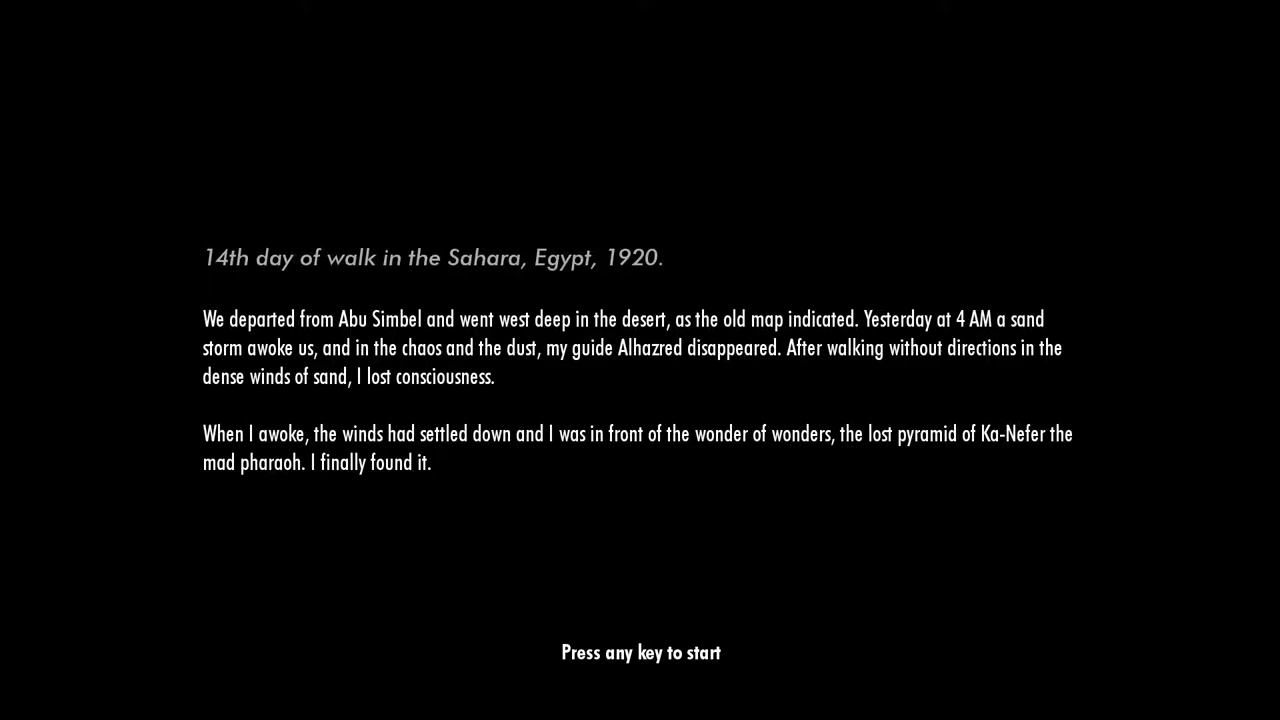 14th day of walk in the Sahara, Egypt, 1920.
We departed from Abu Simbel and went west deep in the desert, as the old map indicated. Yesterday at 4 AM a sand
storm awoke us, and in the chaos and the dust, my guide Alhazred disappeared. After walking without directions in the
dense winds of sand, I lost consciousness.
When I awoke, the winds had settled down and I was in front of the wonder of wonders, the lost pyramid of Ka-Nefer the
mad pharaoh. I finally found it.
Press any key to start